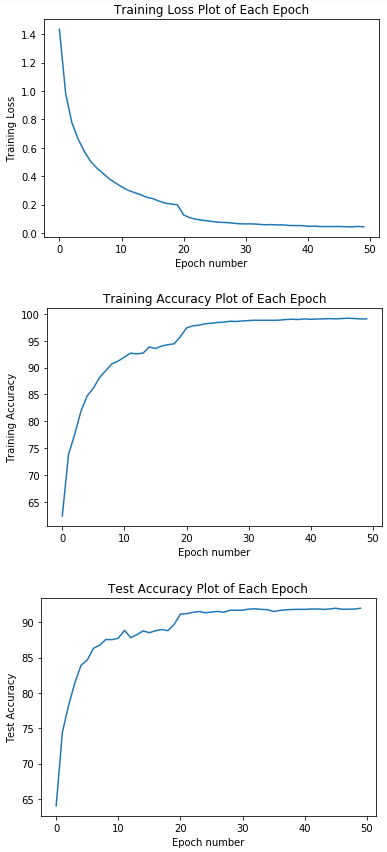 Training Loss Plot of Each Epoch
1.4
1.2
1.0
0.8
0.6
0.4
0.2
0.0
Training Loss
0 10 20 30 40 50
Epoch number
Training Accuracy Plot of Each Epoch
100
95
90
85
80
75
70
65
Training Accuracy
0 10 20 30 40 50
Epoch number
Test Accuracy Plot of Each Epoch
90
85
80
75
70
65
Test Accuracy
0 10 20 30 40 50
Epoch number